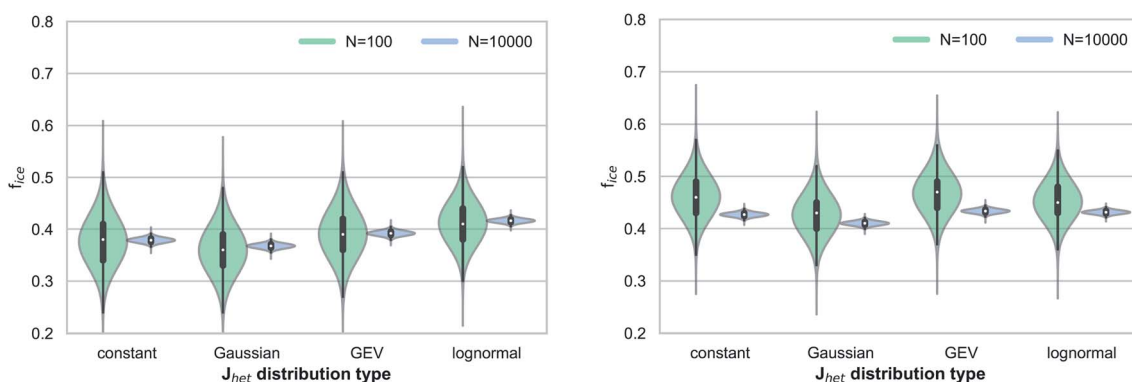 0.8
N=100 N=10000
0.7
0.6
f_ice
0.5
0.4
0.3
0.2
constant Gaussian GEV lognormal
J_het distribution type
0.8
N=100 N=10000
0.7
0.6
f_ice
0.5
0.4
0.3
0.2
constant Gaussian GEV lognormal
J_het distribution type